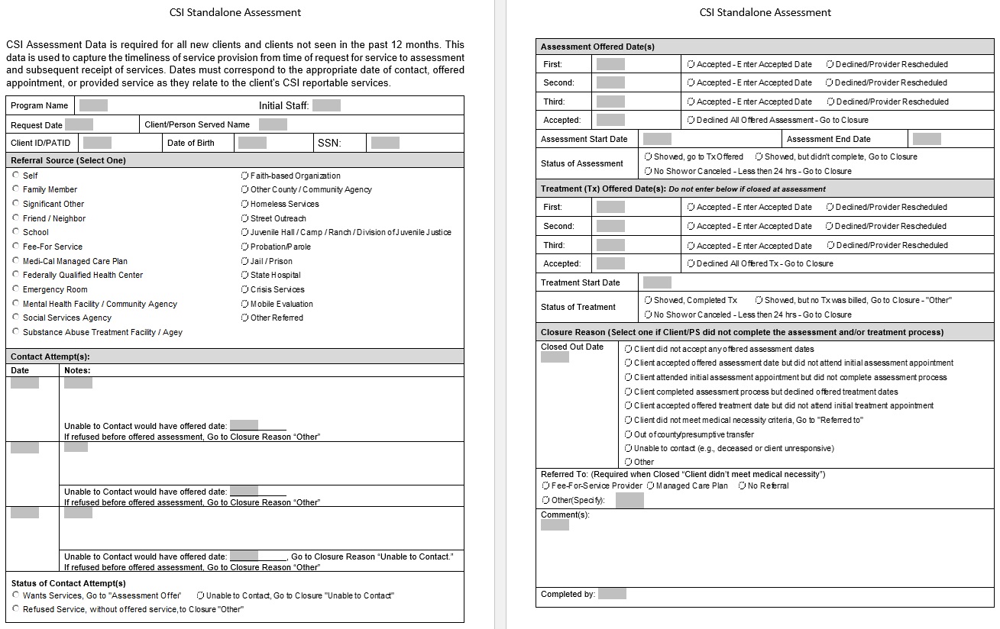 CSI Standalone Assessment
CSI Assessment Data is required for all new clients and clients not seen in the past 12 months. This
data is used to capture the timeliness of service provision from time of request for service to assessment
and subsequent receipt of services. Dates must correspond to the appropriate date of contact, offered
appointment, or provided service as they relate to the client's CSI reportable services.
Program Name Initial Staff:
Request Date Client/Person Served Name
Client ID/PATID Date of Birth SSN:
Referral Source (Select One)
Self
Family Member
Significant Other
Friend / Neighbor
School
Fee-For Service
Medi-Cal Managed Care Plan
Federally Qualified Health Center
Emergency Room
Mental Health Facility / Community Agency
Social Services Agency
Substance Abuse Treatment Facility / Agey
Faith-based Organization
Other County / Community Agency
Homeless Services
Street Outreach
Juvenile Hall / Camp / Ranch / Division of Juvenile Justice
Probation/Parole
Jail / Prison
State Hospital
Crisis Services
Mobile Evaluation
Other Referred
Contact Attempt(s):
Date Notes:
Unable to Contact would have offered date:
If refused before offered assessment, Go to Closure Reason “Other”
Unable to Contact would have offered date:
If refused before offered assessment, Go to Closure Reason “Other”
Unable to Contact would have offered date: , Go to Closure Reason “Unable to Contact.”
If refused before offered assessment, Go to Closure Reason “Other”
Status of Contact Attempt(s)
Wants Services, Go to "Assessment Offer" Unable to Contact, Go to Closure "Unable to Contact"
Refused Service, without offered service,to Closure "Other"
CSI Standalone Assessment
Assessment Offered Date(s)
First: Accepted - Enter Accepted Date Declined/Provider Rescheduled
Second: Accepted - Enter Accepted Date Declined/Provider Rescheduled
Third: Accepted - Enter Accepted Date Declined/Provider Rescheduled
Accepted: Declined All Offered Assessment - Go to Closure
Assessment Start Date Assessment End Date
Status of Assessment
Showed, go to Tx Offered Showed, but didn't complete, Go to Closure
No Show or Canceled - Less then 24 hrs - Go to Closure
Treatment (Tx) Offered Date(s): Do not enter below if closed at assessment
First: Accepted - Enter Accepted Date Declined/Provider Rescheduled
Second: Accepted - Enter Accepted Date Declined/Provider Rescheduled
Third: Accepted - Enter Accepted Date Declined/Provider Rescheduled
Accepted: Declined All Offered Tx - Go to Closure
Treatment Start Date
Status of Treatment
Showed, Completed Tx Showed, but no Tx was billed, Go to Closure - "Other"
No Show or Canceled - Less then 24 hrs - Go to Closure
Closure Reason (Select one if Client/PS did not complete the assessment and/or treatment process)
Closed Out Date
Client did not accept any offered assessment dates
Client accepted offered assessment date but did not attend initial assessment appointment
Client attended initial assessment appointment but did not complete assessment process
Client completed assessment process but declined offered treatment dates
Client accepted offered treatment date but did not attend initial treatment appointment
Client did not meet medical necessity criteria, Go to "Referred to"
Out of county/presumptive transfer
Unable to contact (e.g., deceased or client unresponsive)
Other
Referred To: (Required when Closed “Client didn’t meet medical necessity”)
Fee-For-Service Provider Managed Care Plan No Referral
Other(Specify):
Comment(s):
Completed by: